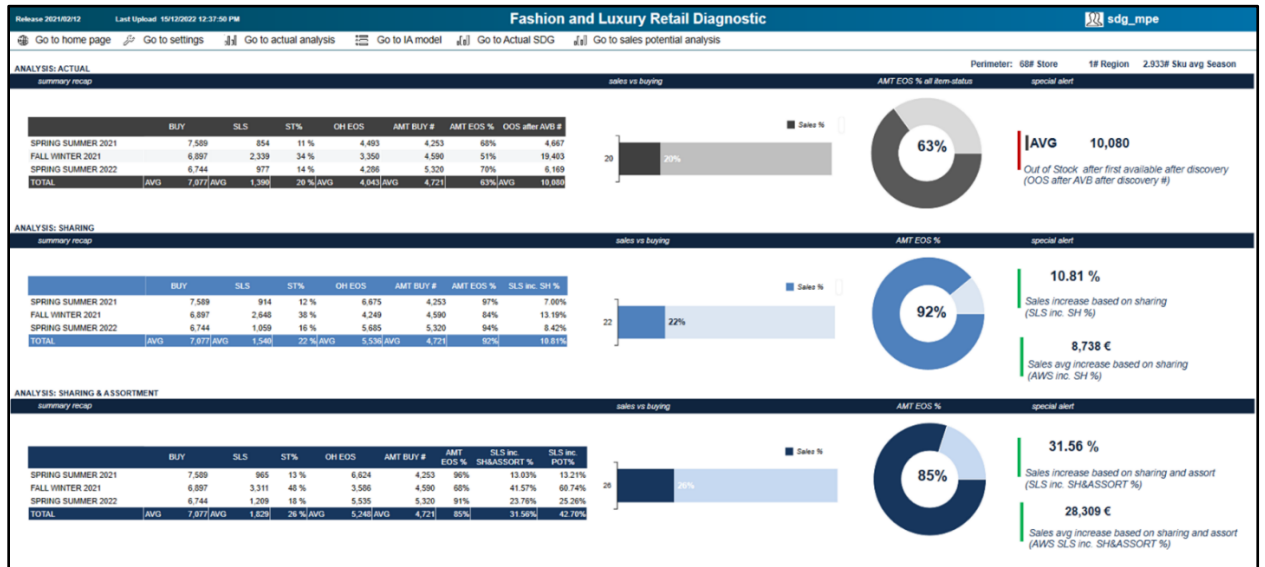 Release 2021/02/12 Last Upload 15/12/2022 12:37:50 PM Fashion and Luxury Retail Diagnostic sdg_mpe
Go to home page Go to settings Go to actual analysis Go to IA model Go to Actual SDG Go to sales potential analysis
Perimeter: 68# Store 1# Region 2.933# Sku avg Season
ANALYSIS: ACTUAL
summary recap sales vs buying AMT EOS % all item-status special alert
BUY SLS ST% OH EOS AMT BUY # AMT EOS % OOS after AVB #
SPRING SUMMER 2021 7,589 854 11 % 4,493 4,253 68% 4,667
FALL WINTER 2021 6,897 2,339 34 % 3,350 4,590 51% 19,403
SPRING SUMMER 2022 6,744 977 14 % 4,286 5,320 70% 6,169
TOTAL AVG 7,077 AVG 1,390 20 % AVG 4,043 AVG 4,721 63% AVG 10,080
Sales %
20 20%
63%
AVG 10,080
Out of Stock after first available after discovery
(OOS after AVB after discovery #)
ANALYSIS: SHARING
summary recap sales vs buying AMT EOS % special alert
BUY SLS ST% OH EOS AMT BUY # AMT EOS % SLS inc. SH %
SPRING SUMMER 2021 7,589 914 12 % 6,675 4,253 97% 7.00%
FALL WINTER 2021 6,897 2,648 38 % 4,249 4,590 84% 13.19%
SPRING SUMMER 2022 6,744 1,059 16 % 5,685 5,320 94% 8.42%
TOTAL AVG 7,077 AVG 1,540 22 % AVG 5,536 AVG 4,721 92% 10.81%
Sales %
22 22%
92%
10.81 %
Sales increase based on sharing
(SLS inc. SH %)
8,738 €
Sales avg increase based on sharing
(AWS inc. SH %)
ANALYSIS: SHARING & ASSORTMENT
summary recap sales vs buying AMT EOS % special alert
BUY SLS ST% OH EOS AMT BUY # AMT EOS % SLS inc. SH&ASSORT % SLS inc. POT%
SPRING SUMMER 2021 7,589 965 13 % 6,624 4,253 96% 13.03% 13.21%
FALL WINTER 2021 6,897 3,311 48 % 3,586 4,590 68% 41.57% 60.74%
SPRING SUMMER 2022 6,744 1,209 18 % 5,535 5,320 91% 23.76% 25.26%
TOTAL AVG 7,077 AVG 1,829 26 % AVG 5,248 AVG 4,721 85% 31.56% 42.70%
Sales %
26 26%
85%
31.56 %
Sales increase based on sharing and assort
(SLS inc. SH&ASSORT %)
28,309 €
Sales avg increase based on sharing and assort
(AWS SLS inc. SH&ASSORT %)